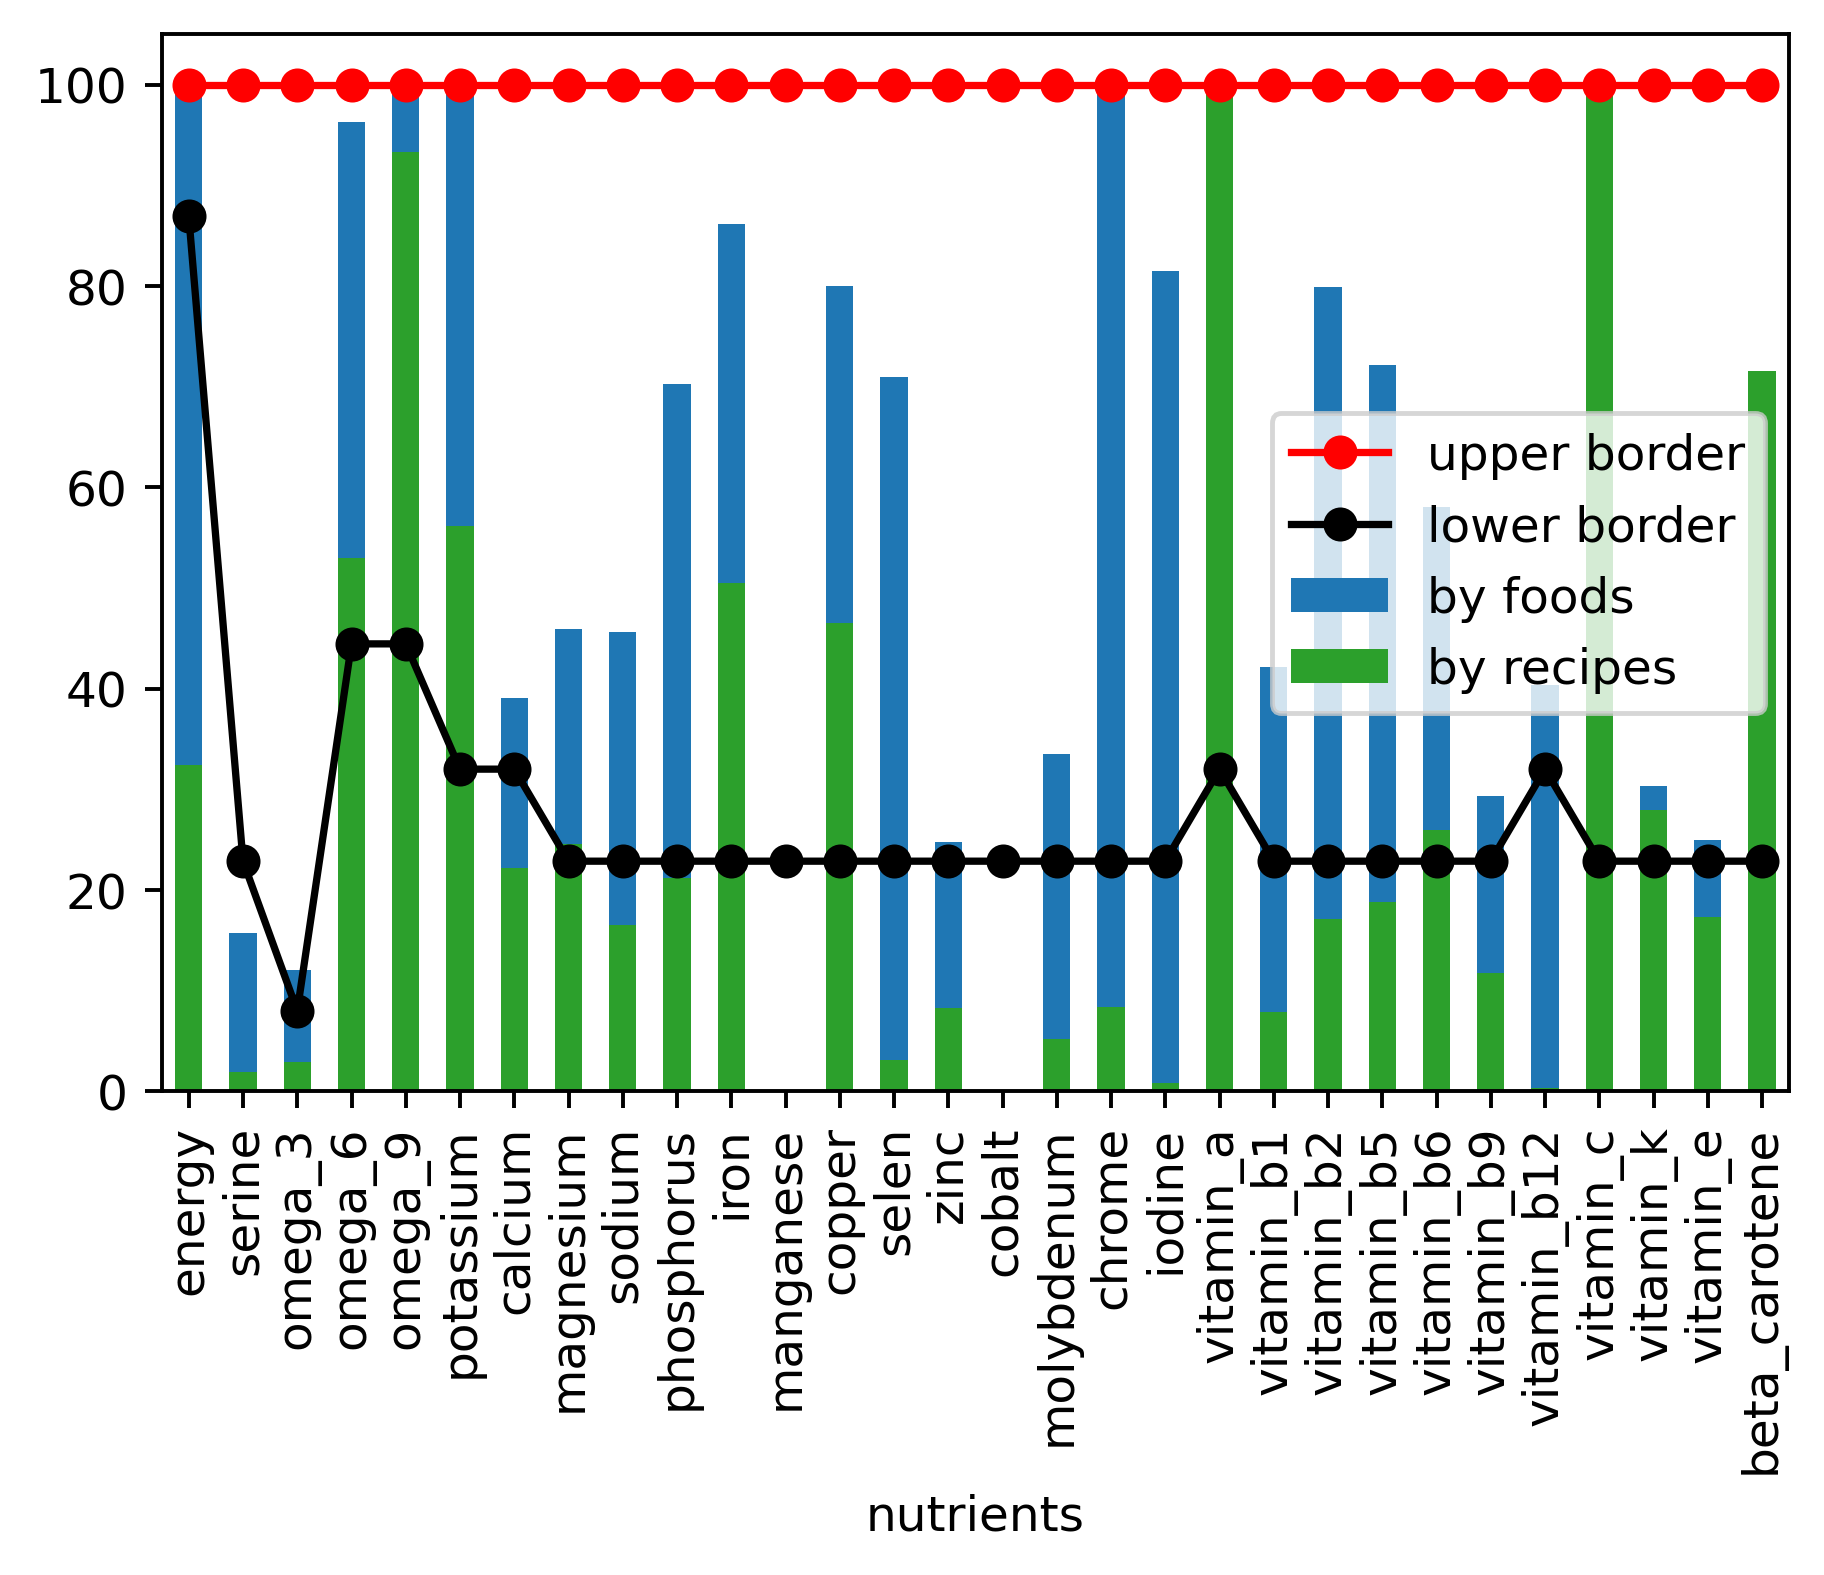 100
80
60
40
20
0
upper border
lower border
by foods
by recipes
energy
serine
omega_3
omega_6
omega_9
potassium
calcium
magnesium
sodium
phosphorus
iron
manganese
copper
selen
zinc
cobalt
molybdenum
chrome
iodine
vitamin_a
vitamin_b1
vitamin_b2
vitamin_b5
vitamin_b6
vitamin_b9
vitamin_b12
vitamin_c
vitamin_k
vitamin_e
beta_carotene
nutrients